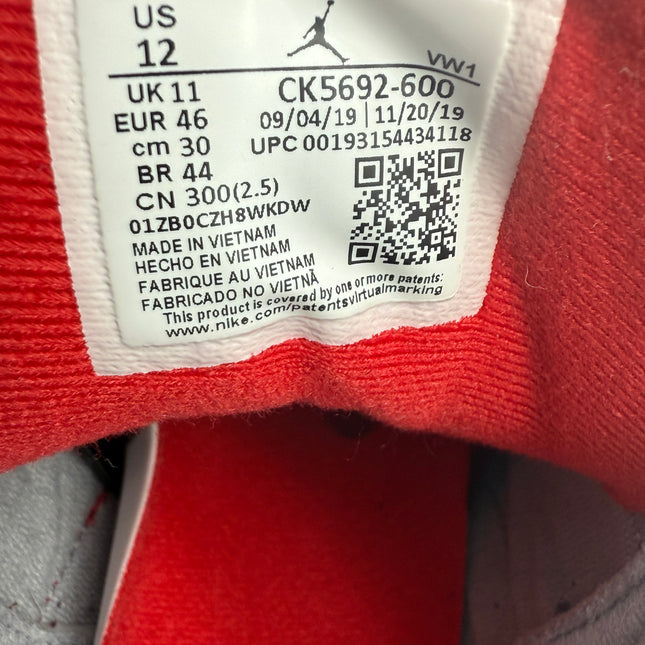 US
12
VW1
UK 11
CK5692-600
EUR 46
09/04/19 | 11/20/19
cm 30
UPC 00193154434118
BR 44
CN 300(2.5)
01ZB0CZH8WKDW
MADE IN VIETNAM
HECHO EN VIETNAM
FABRIQUE AU VIETNAM
FABRICADO NO VIETNÃ
This product is covered by one or more patents:
www.nike.com/patentsvirtualmarking